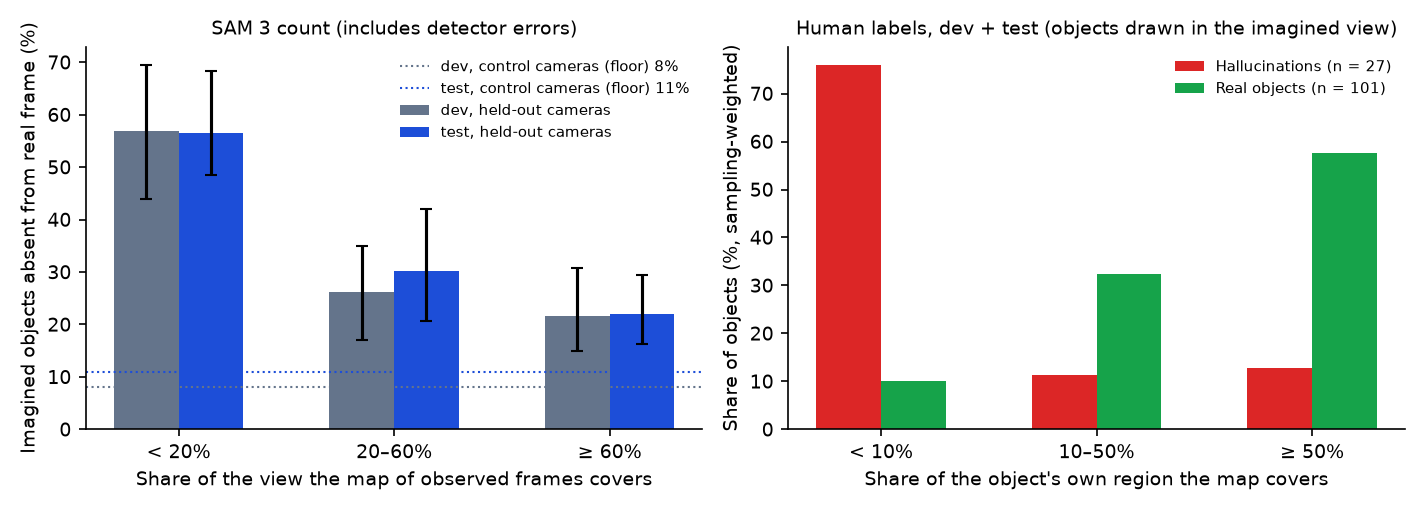 SAM 3 count (includes detector errors)
Imagined objects absent from real frame (%)
70
60
50
40
30
20
10
0
dev, control cameras (floor) 8%
test, control cameras (floor) 11%
dev, held-out cameras
test, held-out cameras
< 20%
20–60%
≥ 60%
Share of the view the map of observed frames covers
Human labels, dev + test (objects drawn in the imagined view)
Share of objects (%, sampling-weighted)
70
60
50
40
30
20
10
0
Hallucinations (n = 27)
Real objects (n = 101)
< 10%
10–50%
≥ 50%
Share of the object's own region the map covers